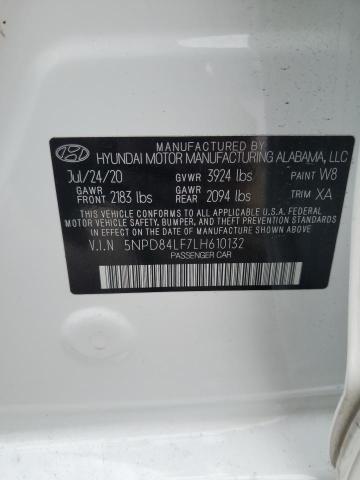 MANUFACTURED BY
HYUNDAI MOTOR MANUFACTURING ALABAMA, LLC
Jul/24/20 GVWR 3924 lbs PAINT W8
GAWR FRONT 2183 lbs GAWR REAR 2094 lbs TRIM XA
THIS VEHICLE CONFORMS TO ALL APPLICABLE U.S. FEDERAL
MOTOR VEHICLE SAFETY, BUMPER, AND THEFT PREVENTION
STANDARDS IN EFFECT ON THE DATE OF MANUFACTURE SHOWN ABOVE.
V.I.N 5NPD84LF7LH610132
PASSENGER CAR